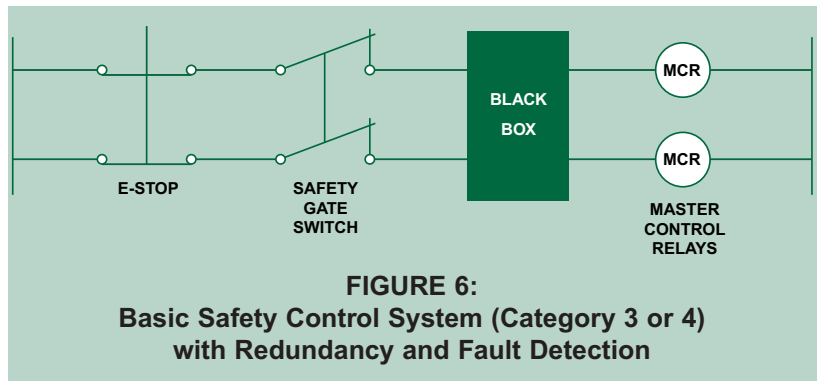 MCR
BLACK
BOX
MCR
E-STOP
SAFETY
GATE
SWITCH
MASTER
CONTROL
RELAYS
FIGURE 6:
Basic Safety Control System (Category 3 or 4)
with Redundancy and Fault Detection